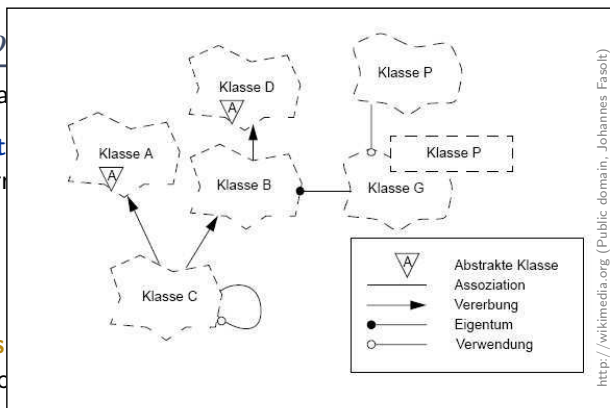 Klasse D
A
Klasse P
Klasse A
A
Klasse B
Klasse P
Klasse G
Klasse C
A Abstrakte Klasse
Assoziation
Vererbung
Eigentum
Verwendung
http://wikimedia.org (Public domain, Johannes Fasolt)